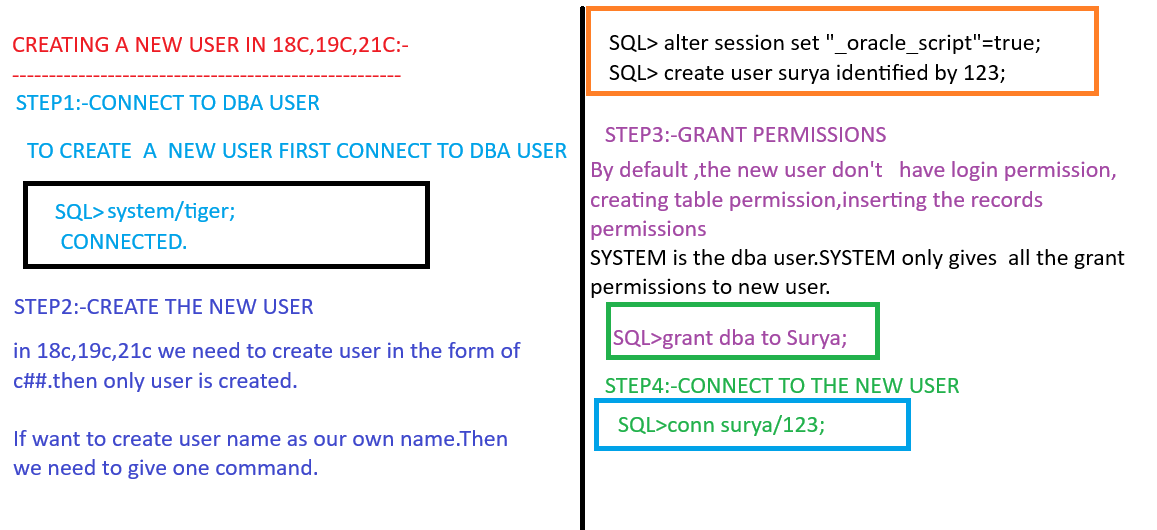 CREATING A NEW USER IN 18C,19C,21C:-
-----------------------------------------------------
STEP1:-CONNECT TO DBA USER
TO CREATE A NEW USER FIRST CONNECT TO DBA USER
SQL> system/tiger;
CONNECTED.
STEP2:-CREATE THE NEW USER
in 18c,19c,21c we need to create user in the form of
c##.then only user is created.
If want to create user name as our own name.Then
we need to give one command.
SQL> alter session set "_oracle_script"=true;
SQL> create user surya identified by 123;
STEP3:-GRANT PERMISSIONS
By default ,the new user don't have login permission,
creating table permission,inserting the records
permissions
SYSTEM is the dba user.SYSTEM only gives all the grant
permissions to new user.
SQL>grant dba to Surya;
STEP4:-CONNECT TO THE NEW USER
SQL>conn surya/123;